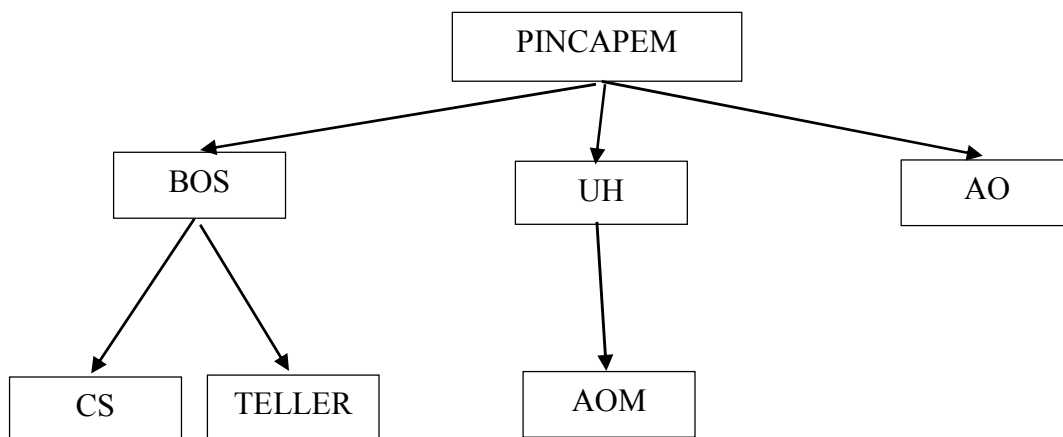 PINCAPEM
BOS
UH
AO
CS
TELLER
AOM